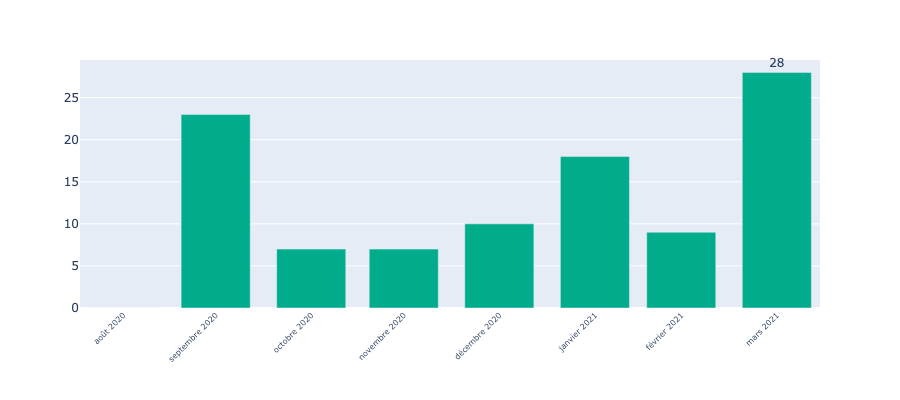 28
25
20
15
10
5
0
août 2020
septembre 2020
octobre 2020
novembre 2020
décembre 2020
janvier 2021
février 2021
mars 2021